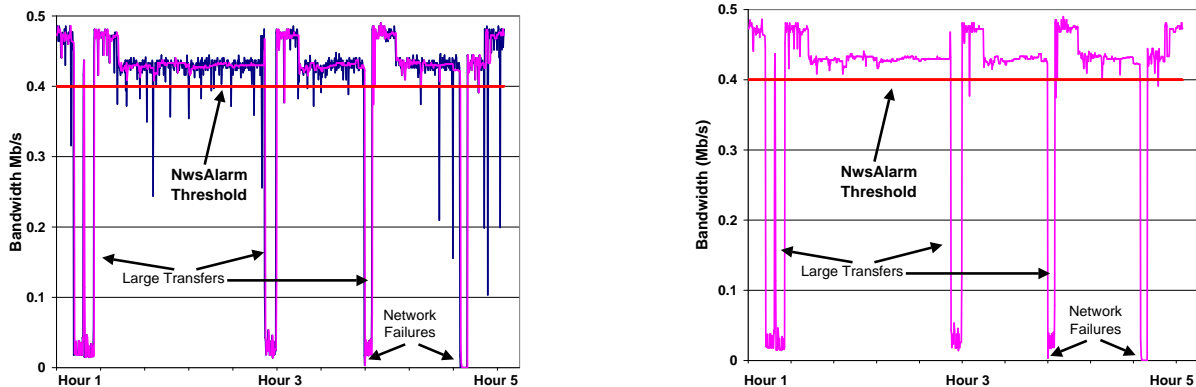 0.5
0.4
0.3
0.2
0.1
0
Bandwidth Mb/s
NwsAlarm
Threshold
Large Transfers
Network
Failures
Hour 1
Hour 3
Hour 5
0.5
0.4
0.3
0.2
0.1
0
Bandwidth (Mb/s)
NwsAlarm
Threshold
Large Transfers
Network
Failures
Hour 1
Hour 3
Hour 5